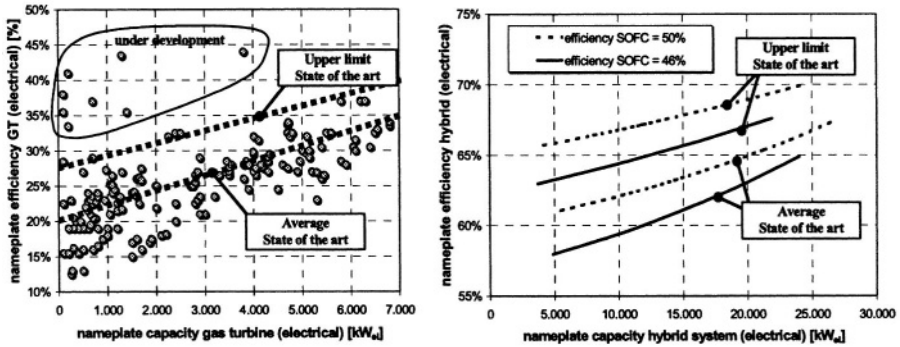 nameplate efficiency GT (electrical) [%]
50%
45%
40%
35%
30%
25%
20%
15%
10%
under development
Upper limit
State of the art
Average
State of the art
0
1.000
2.000
3.000
4.000
5.000
6.000
7.000
nameplate capacity gas turbine (electrical) [kWel]
nameplate efficiency hybrid (electrical)
75%
70%
65%
60%
55%
efficiency SOFC = 50%
efficiency SOFC = 46%
Upper limit
State of the art
Average
State of the art
0
5.000
10.000
15.000
20.000
25.000
30.000
nameplate capacity hybrid system (electrical) [kWel]